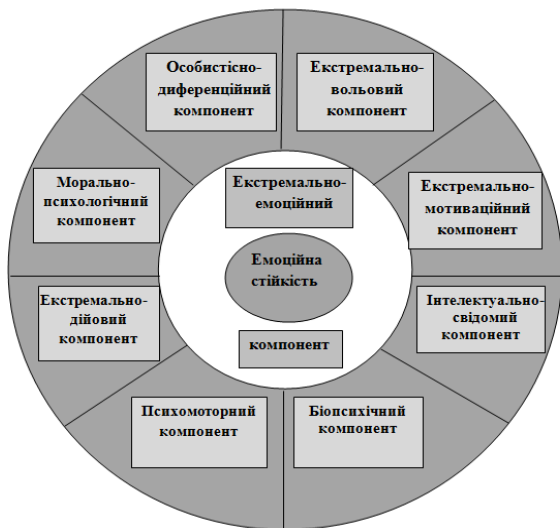 Особистісно-
диференційний
компонент
Екстремально-
вольовий
компонент
Морально-
психологічний
компонент
Екстремально-
емоційний
Екстремально-
мотиваційний
компонент
Емоційна
стійкість
Екстремально-
дійовий
компонент
Інтелектуально-
свідомий
компонент
компонент
Психомоторний
компонент
Біопсихічний
компонент